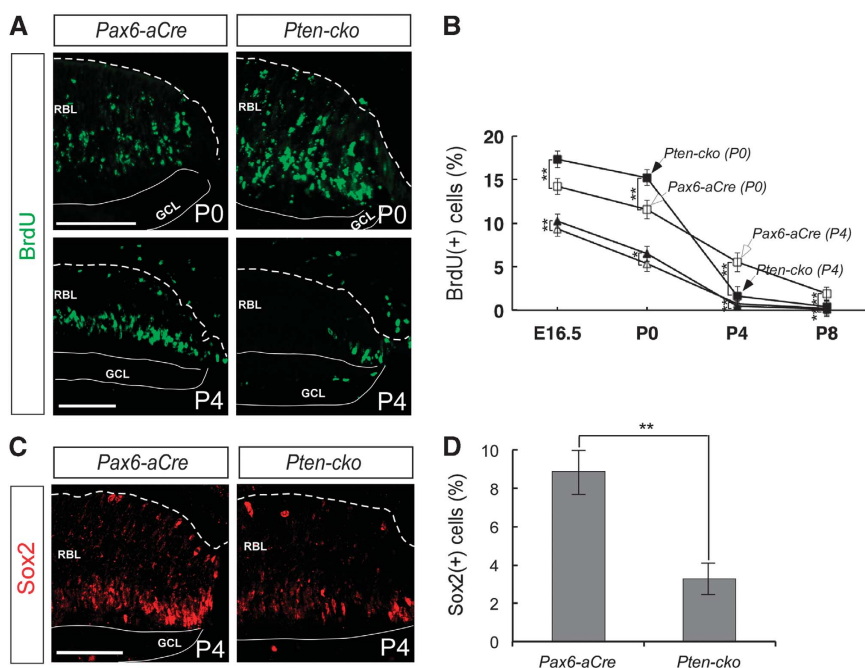 A
Pax6-aCre
Pten-cko
BrdU
RBL
GCL
P0
RBL
GCL
P0
RBL
GCL
P4
RBL
GCL
P4
B
BrdU(+) cells (%)
20
15
10
5
0
E16.5
P0
P4
P8
Pten-cko (P0)
Pax6-aCre (P0)
Pax6-aCre (P4)
Pten-cko (P4)
**
**
**
*
C
Pax6-aCre
Pten-cko
Sox2
RBL
GCL
P4
RBL
GCL
P4
D
Sox2(+) cells (%)
10
8
6
4
2
0
**
Pax6-aCre
Pten-cko